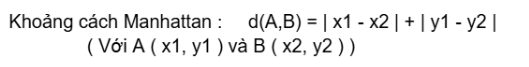 Khoảng cách Manhattan : d(A,B) = | x1 - x2 | + | y1 - y2 |
( Với A ( x1, y1 ) và B ( x2, y2 ) )